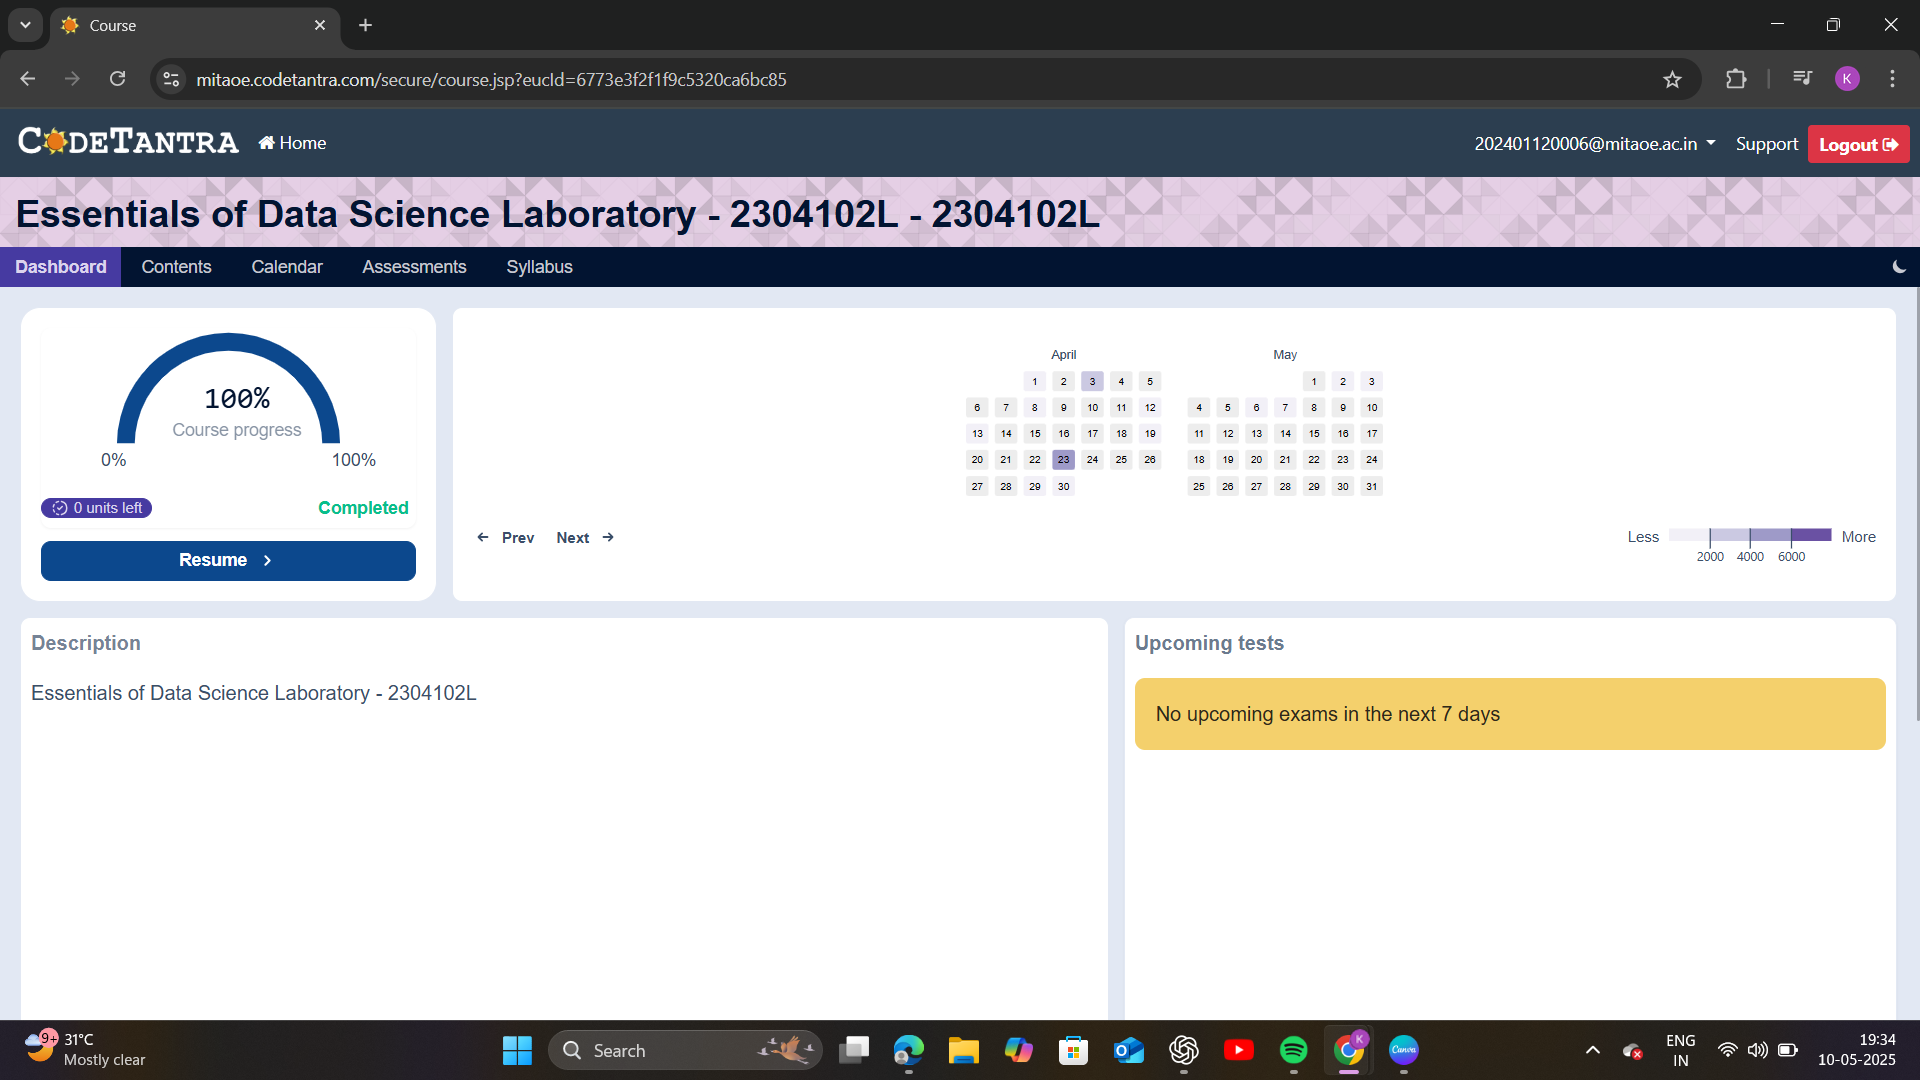 Course
mitaoe.codetantra.com/secure/course.jsp?eucId=6773e3f2f1f9c5320ca6bc85
K
CODETANTRA
Home
202401120006@mitaoe.ac.in
Support
Logout
Essentials of Data Science Laboratory - 2304102L - 2304102L
Dashboard
Contents
Calendar
Assessments
Syllabus
100%
Course progress
0%
100%
0 units left
Completed
Resume
April
1 2 3 4 5
6 7 8 9 10 11 12
13 14 15 16 17 18 19
20 21 22 23 24 25 26
27 28 29 30
May
1 2 3
4 5 6 7 8 9 10
11 12 13 14 15 16 17
18 19 20 21 22 23 24
25 26 27 28 29 30 31
Prev
Next
Less
More
2000 4000 6000
Description
Essentials of Data Science Laboratory - 2304102L
Upcoming tests
No upcoming exams in the next 7 days
9+
31°C
Mostly clear
Search
K
Canva
ENG
IN
19:34
10-05-2025